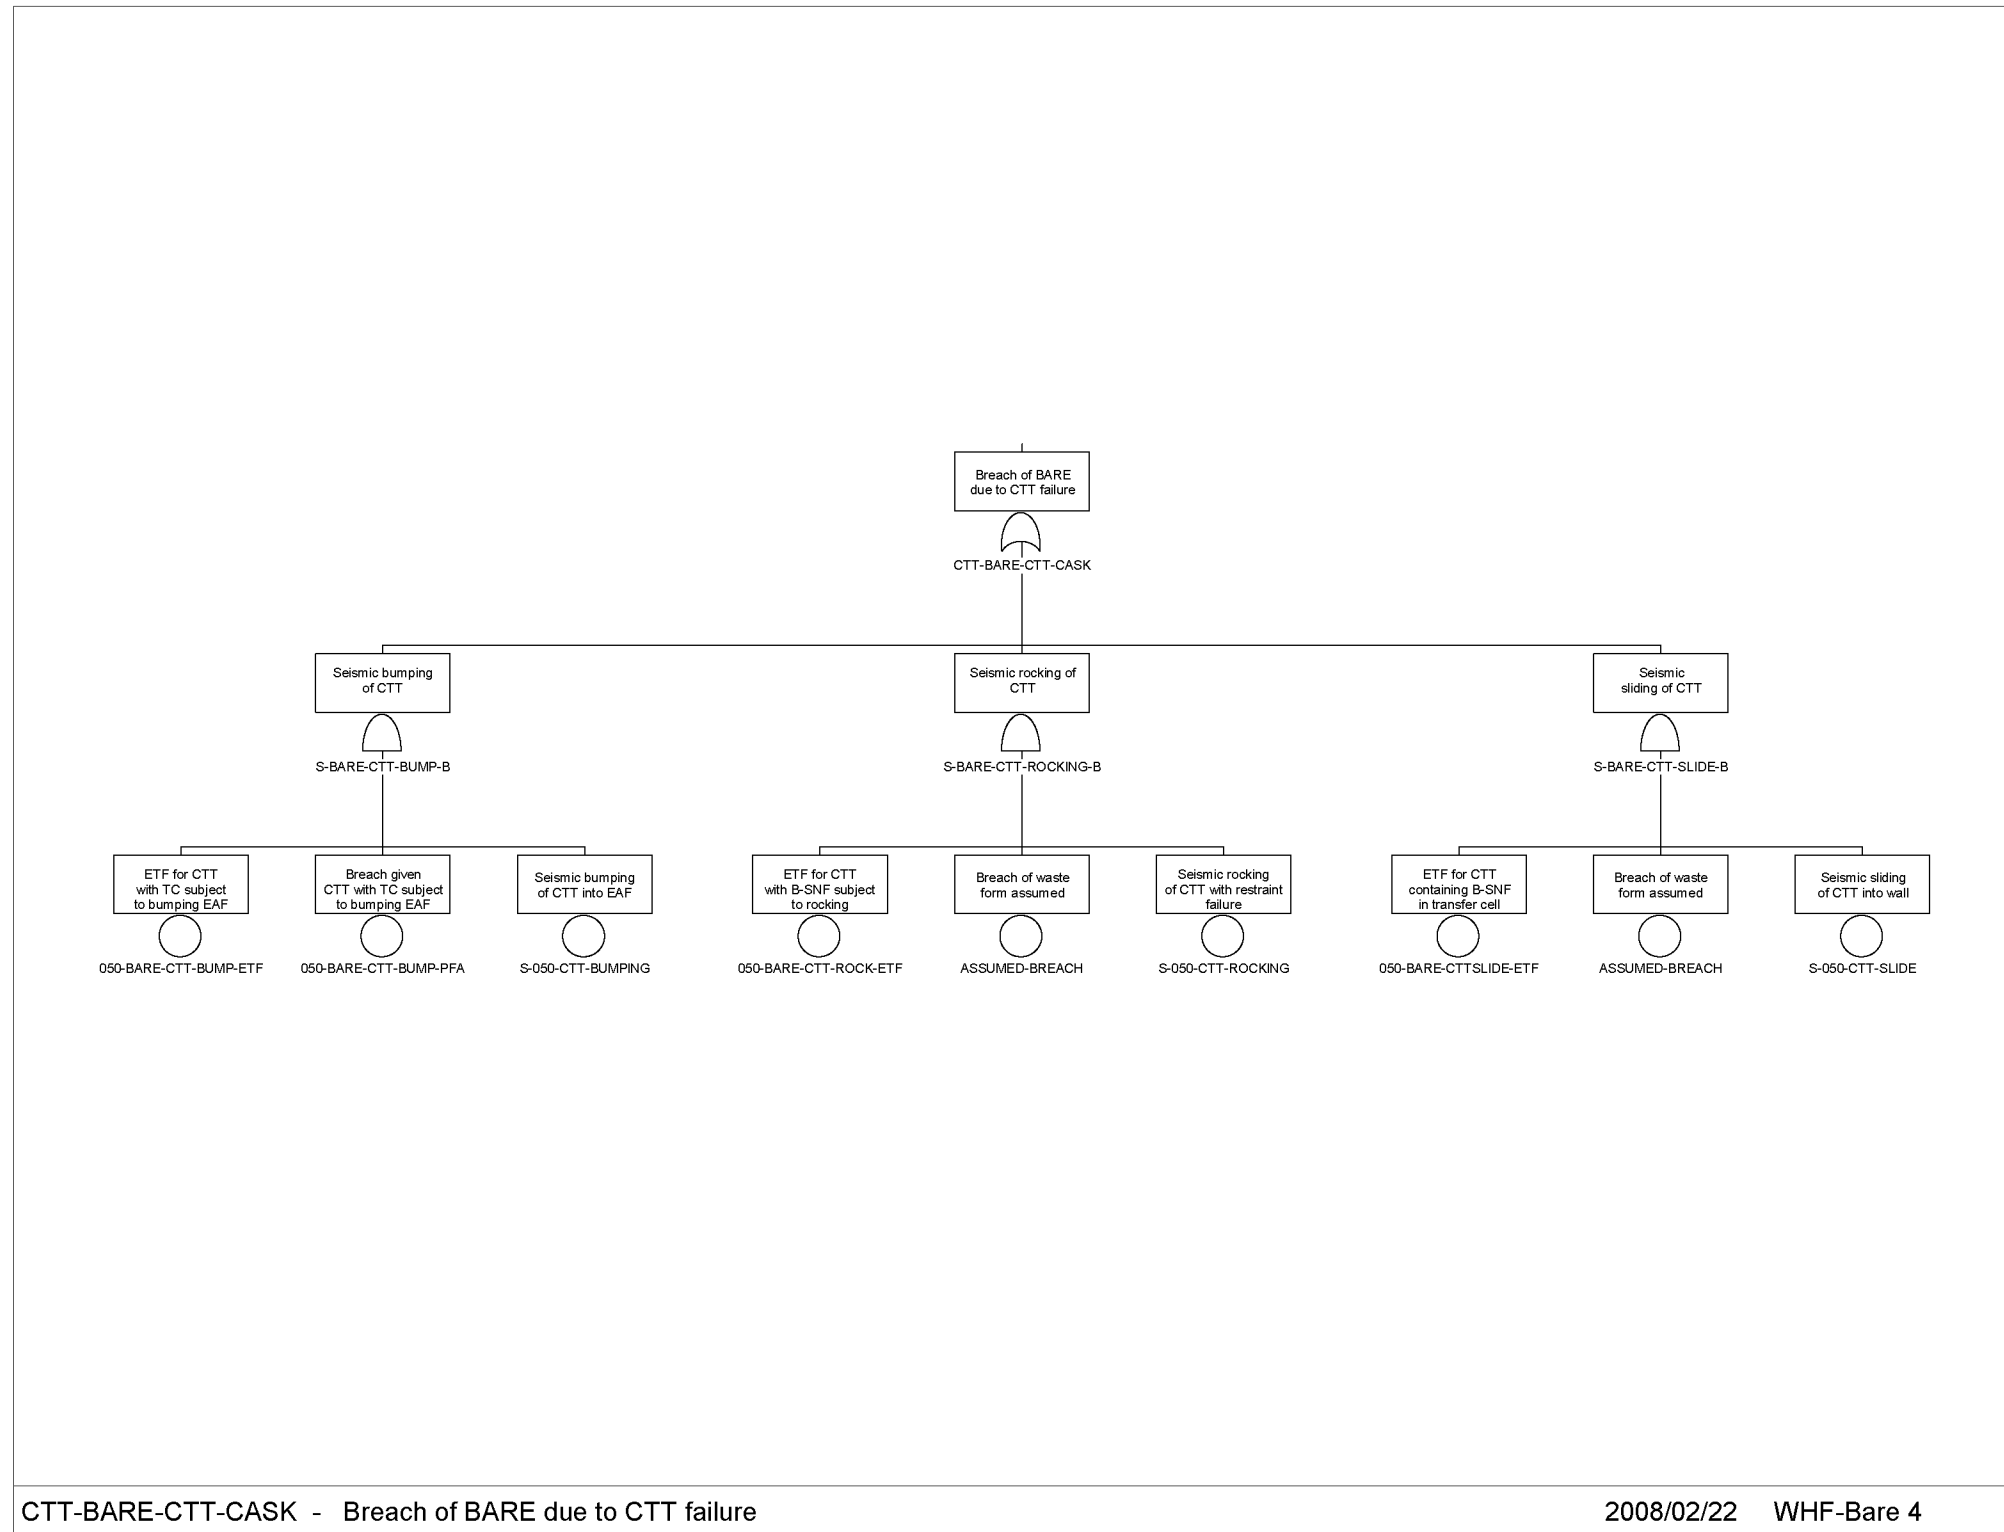 Breach of BARE
due to CTT failure
CTT-BARE-CTT-CASK
Seismic bumping
of CTT
S-BARE-CTT-BUMP-B
Seismic rocking of
CTT
S-BARE-CTT-ROCKING-B
Seismic
sliding of CTT
S-BARE-CTT-SLIDE-B
ETF for CTT
with TC subject
to bumping EAF
050-BARE-CTT-BUMP-ETF
Breach given
CTT with TC subject
to bumping EAF
050-BARE-CTT-BUMP-PFA
Seismic bumping
of CTT into EAF
S-050-CTT-BUMPING
ETF for CTT
with B-SNF subject
to rocking
050-BARE-CTT-ROCK-ETF
Breach of waste
form assumed
ASSUMED-BREACH
Seismic rocking
of CTT with restraint
failure
S-050-CTT-ROCKING
ETF for CTT
containing B-SNF
in transfer cell
050-BARE-CTTSLIDE-ETF
Breach of waste
form assumed
ASSUMED-BREACH
Seismic sliding
of CTT into wall
S-050-CTT-SLIDE
CTT-BARE-CTT-CASK - Breach of BARE due to CTT failure
2008/02/22 WHF-Bare 4